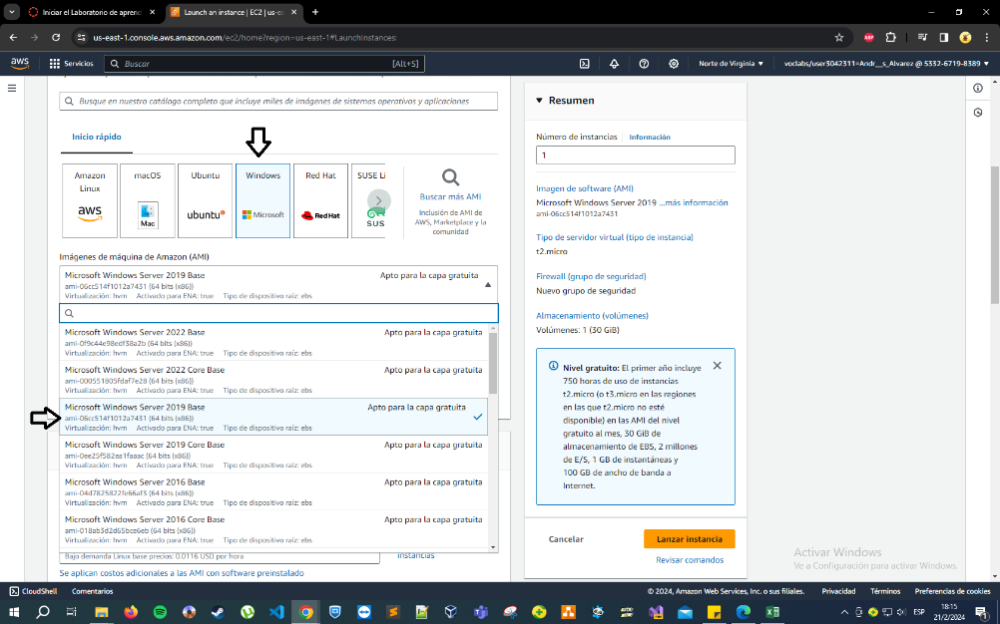 Iniciar el Laboratorio de aprend
Launch an instance | EC2 | us-e
us-east-1.console.aws.amazon.com/ec2/home?region=us-east-1#LaunchInstances:
aws
Servicios
Buscar
[Alt+S]
Norte de Virginia
voclabs/user3042311=Andr__s_Alvarez @ 5332-6719-8389
Busque en nuestro catálogo completo que incluye miles de imágenes de sistemas operativos y aplicaciones
Inicio rápido
Amazon Linux
aws
macOS
Mac
Ubuntu
ubuntu
Windows
Microsoft
Red Hat
Red Hat
SUSE Li
SUS
Buscar más AMI
Inclusión de AMI de
AWS, Marketplace y la
comunidad
Imágenes de máquina de Amazon (AMI)
Microsoft Windows Server 2019 Base Apto para la capa gratuita
ami-06cc514f1012a7431 (64 bits (x86))
Virtualización: hvm Activado para ENA: true Tipo de dispositivo raíz: ebs
Microsoft Windows Server 2022 Base Apto para la capa gratuita
ami-0f9c44e98edf38a2b (64 bits (x86))
Virtualización: hvm Activado para ENA: true Tipo de dispositivo raíz: ebs
Microsoft Windows Server 2022 Core Base Apto para la capa gratuita
ami-000551805fdaf7e28 (64 bits (x86))
Virtualización: hvm Activado para ENA: true Tipo de dispositivo raíz: ebs
Microsoft Windows Server 2019 Base Apto para la capa gratuita
ami-06cc514f1012a7431 (64 bits (x86))
Virtualización: hvm Activado para ENA: true Tipo de dispositivo raíz: ebs
Microsoft Windows Server 2019 Core Base Apto para la capa gratuita
ami-0ee25f582ea1faaac (64 bits (x86))
Virtualización: hvm Activado para ENA: true Tipo de dispositivo raíz: ebs
Microsoft Windows Server 2016 Base Apto para la capa gratuita
ami-04d7825822fe66af3 (64 bits (x86))
Virtualización: hvm Activado para ENA: true Tipo de dispositivo raíz: ebs
Microsoft Windows Server 2016 Core Base Apto para la capa gratuita
ami-018ab3d2d65bce6eb (64 bits (x86))
Virtualización: hvm Activado para ENA: true Tipo de dispositivo raíz: ebs
Bajo demanda Linux base precios: 0.0116 USD por hora
instancias
Se aplican costos adicionales a las AMI con software preinstalado
Resumen
Número de instancias Información
1
Imagen de software (AMI)
Microsoft Windows Server 2019 ...más información
ami-06cc514f1012a7431
Tipo de servidor virtual (tipo de instancia)
t2.micro
Firewall (grupo de seguridad)
Nuevo grupo de seguridad
Almacenamiento (volúmenes)
Volúmenes: 1 (30 GiB)
Nivel gratuito: El primer año incluye
750 horas de uso de instancias
t2.micro (o t3.micro en las regiones
en las que t2.micro no esté
disponible) en las AMI del nivel
gratuito al mes, 30 GiB de
almacenamiento de EBS, 2 millones
de E/S, 1 GB de instantáneas y
100 GB de ancho de banda a
Internet.
Cancelar
Lanzar instancia
Revisar comandos
Activar Windows
Ve a Configuración para activar Windows.
CloudShell
Comentarios
© 2024, Amazon Web Services, Inc. o sus filiales.
Privacidad
Términos
Preferencias de cookies
ESP
18:15
21/2/2024